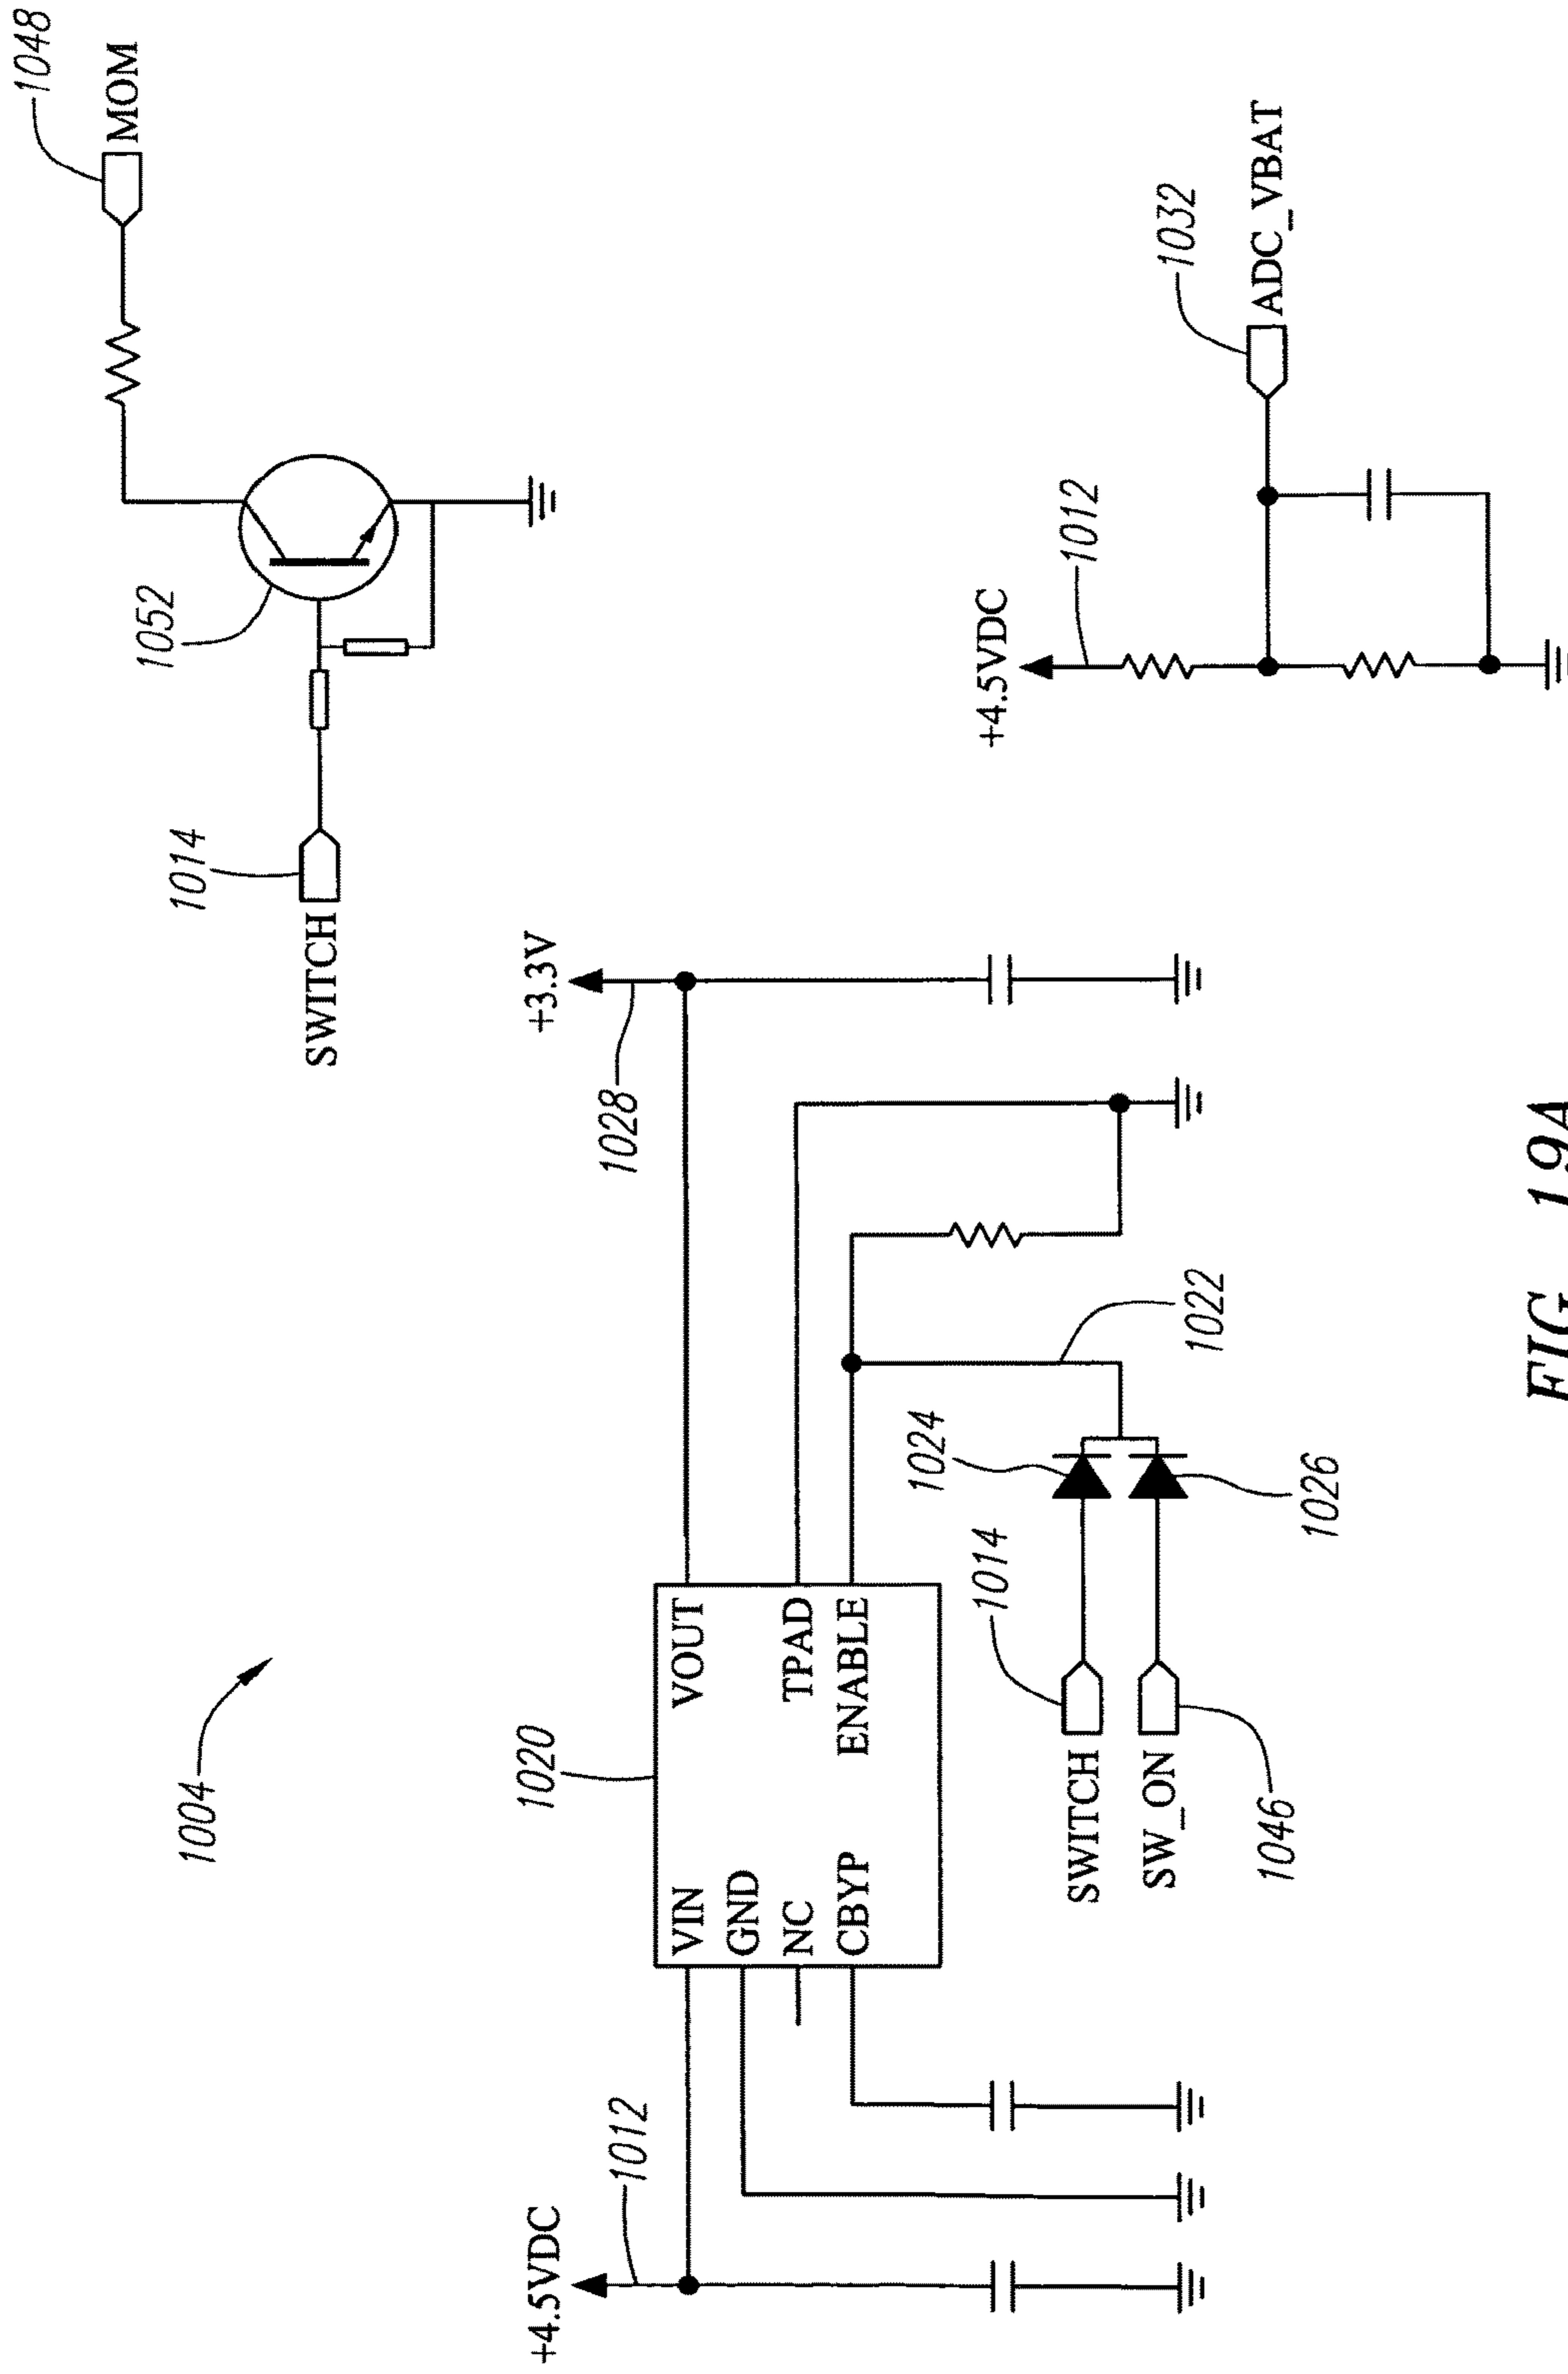 1004
1048
MOM
1052
1014
SWITCH
+4.5VDC
1012
1020
VIN
GND
NC
CBYP
VOUT
TPAD
ENABLE
+3.3V
1028
1022
1024
1014
SWITCH
SW_ON
1046
1026
+4.5VDC
1012
1032
ADC_VBAT
FIG. 19A